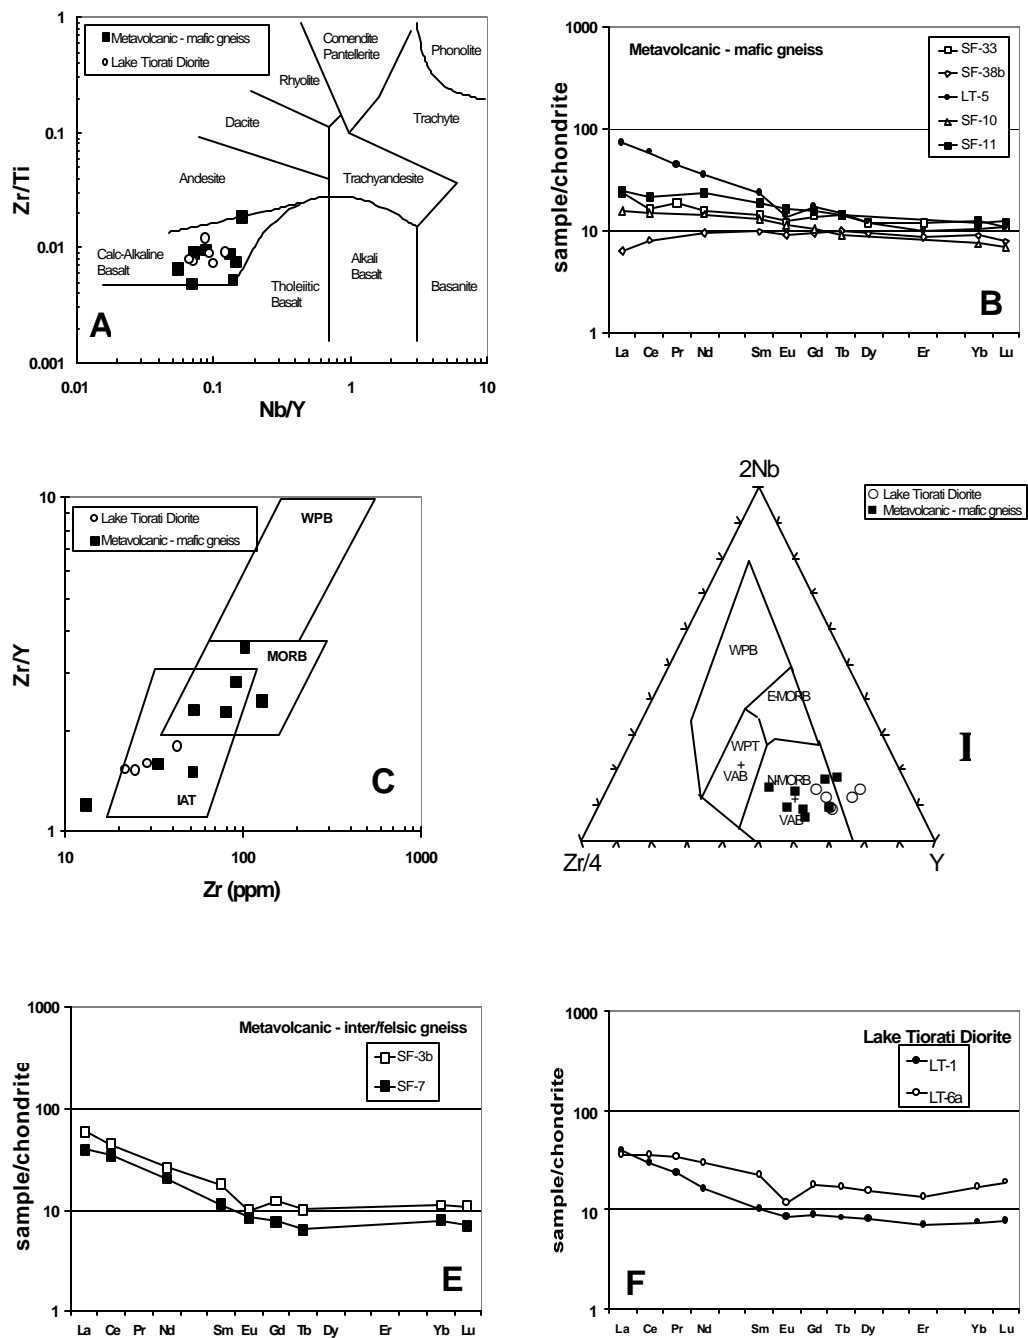 1
Metavolcanic - mafic gneiss
Lake Tiorati Diorite
Comendite
Pantellerite
Phonolite
Rhyolite
Trachyte
0.1
Dacite
Andesite
Trachyandesite
Zr/Ti
0.01
Calc-Alkaline
Basalt
Alkali
Basalt
Tholeiitic
Basalt
Basanite
A
0.001
0.01
0.1
1
10
Nb/Y
1000
Metavolcanic - mafic gneiss
SF-33
SF-38b
LT-5
SF-10
SF-11
100
sample/chondrite
10
B
1
La Ce Pr Nd Sm Eu Gd Tb Dy Er Yb Lu
10
Lake Tiorati Diorite
Metavolcanic - mafic gneiss
WPB
MORB
Zr/Y
C
IAT
1
10 100 1000
Zr (ppm)
2Nb
Lake Tiorati Diorite
Metavolcanic - mafic gneiss
WPB
E-MORB
WPT
VAB
N-MORB
VAB
I
Zr/4
Y
1000
Metavolcanic - inter/felsic gneiss
SF-3b
SF-7
100
sample/chondrite
10
E
1
La Ce Pr Nd Sm Eu Gd Tb Dy Er Yb Lu
1000
Lake Tiorati Diorite
LT-1
LT-6a
100
sample/chondrite
10
F
1
La Ce Pr Nd Sm Eu Gd Tb Dy Er Yb Lu